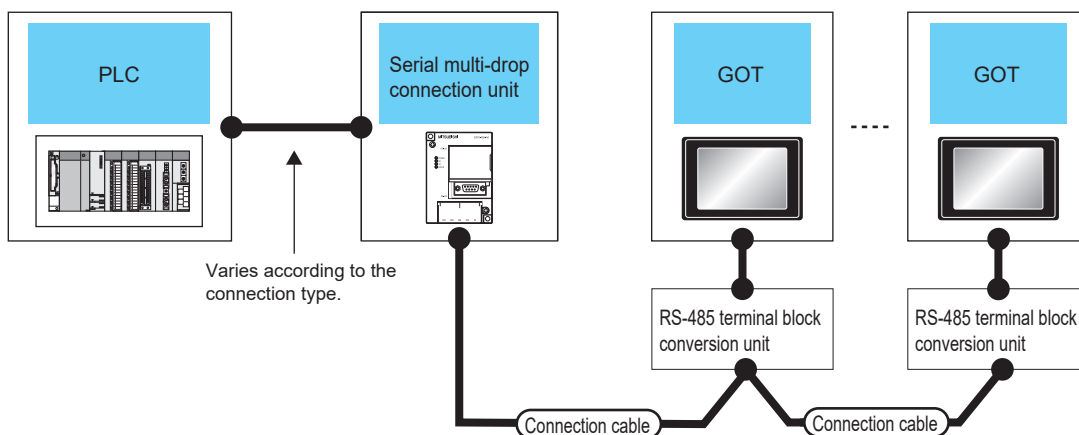 PLC
Serial multi-drop
connection unit
GOT
GOT
Varies according to the
connection type.
RS-485 terminal block
conversion unit
RS-485 terminal block
conversion unit
Connection cable
Connection cable